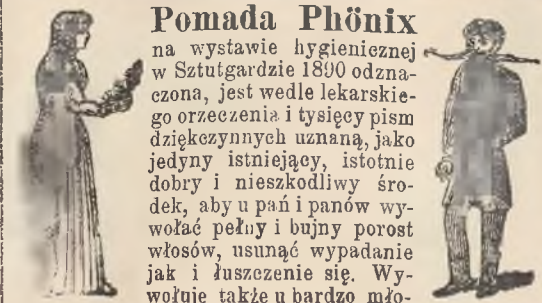 Pomada Phönix
na wystawie hygienicznej
w Sztutgardzie 1890 odzna-
czona, jest wedle lekarskie-
go orzeczenia i tysięcy pism
dziękczynnych uznaną, jako
jedyny istniejący, istotnie
dobry i nieszkodliwy śro-
dek, aby u pań i panów wy-
wołać pełny i bujny porost
włosów, usunąć wypadanie
jak i łuszczenie się. Wy-
wołuje także u bardzo mło-